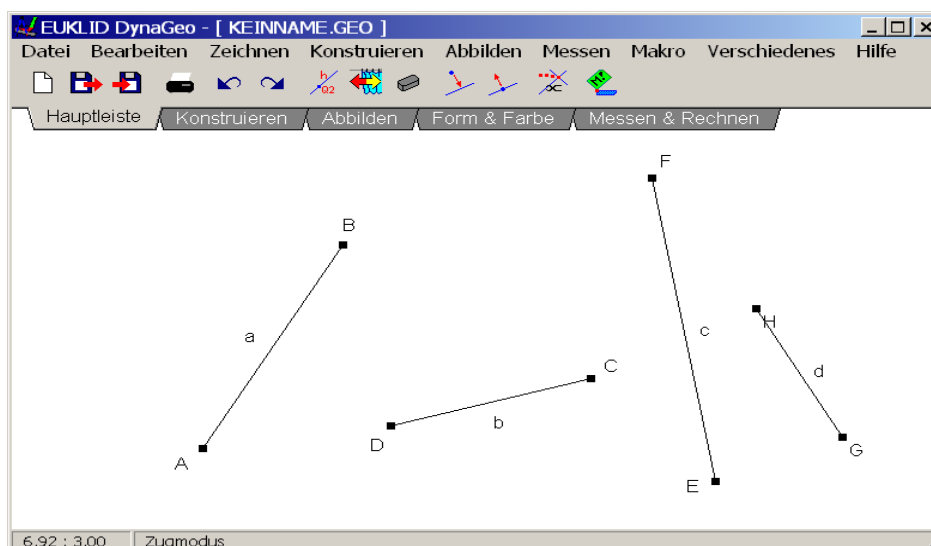 EUKLID DynaGeo - [ KEINNAME.GEO ]
Datei Bearbeiten Zeichnen Konstruieren Abbilden Messen Makro Verschiedenes Hilfe
Hauptleiste Konstruieren Abbilden Form & Farbe Messen & Rechnen
F
B
H
a
c
C
d
b
D
G
A
E
6.92 : 3.00 Zugmodus